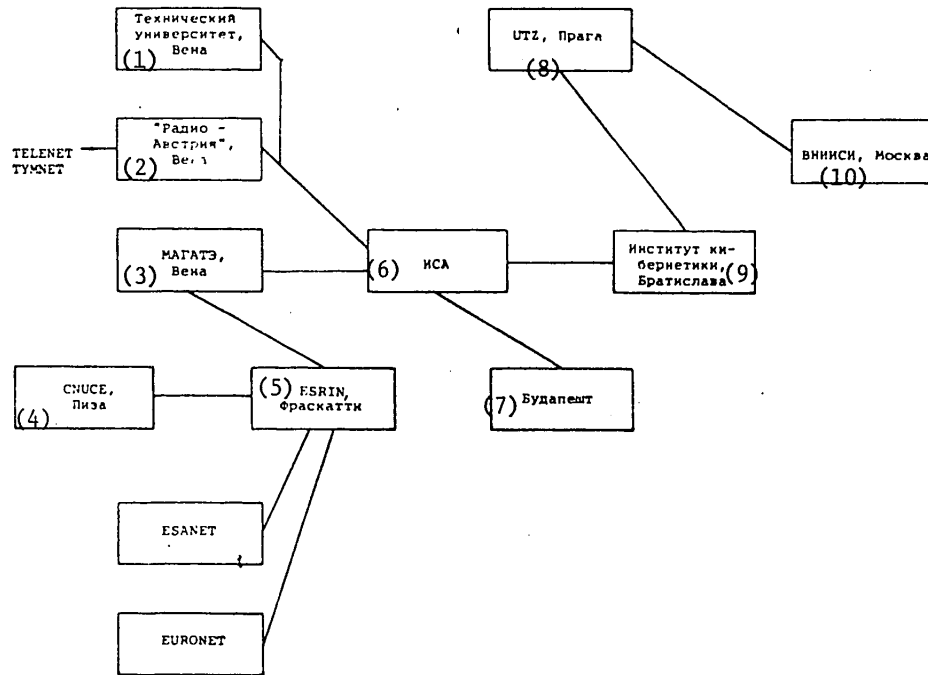 Технический
университет,
Вена
(1)
UTZ, Прага
(8)
"Радио -
Австрия",
Вена
(2)
TELENET
TYMNET
ВНИИСИ, Москва
(10)
МАГАТЭ,
Вена
(3)
ИСА
(6)
Институт ки-
бернетики,
Братислава
(9)
CNUCE,
Пиза
(4)
(5) ESRIN,
Фраскатти
(7) Будапешт
ESANET
EURONET